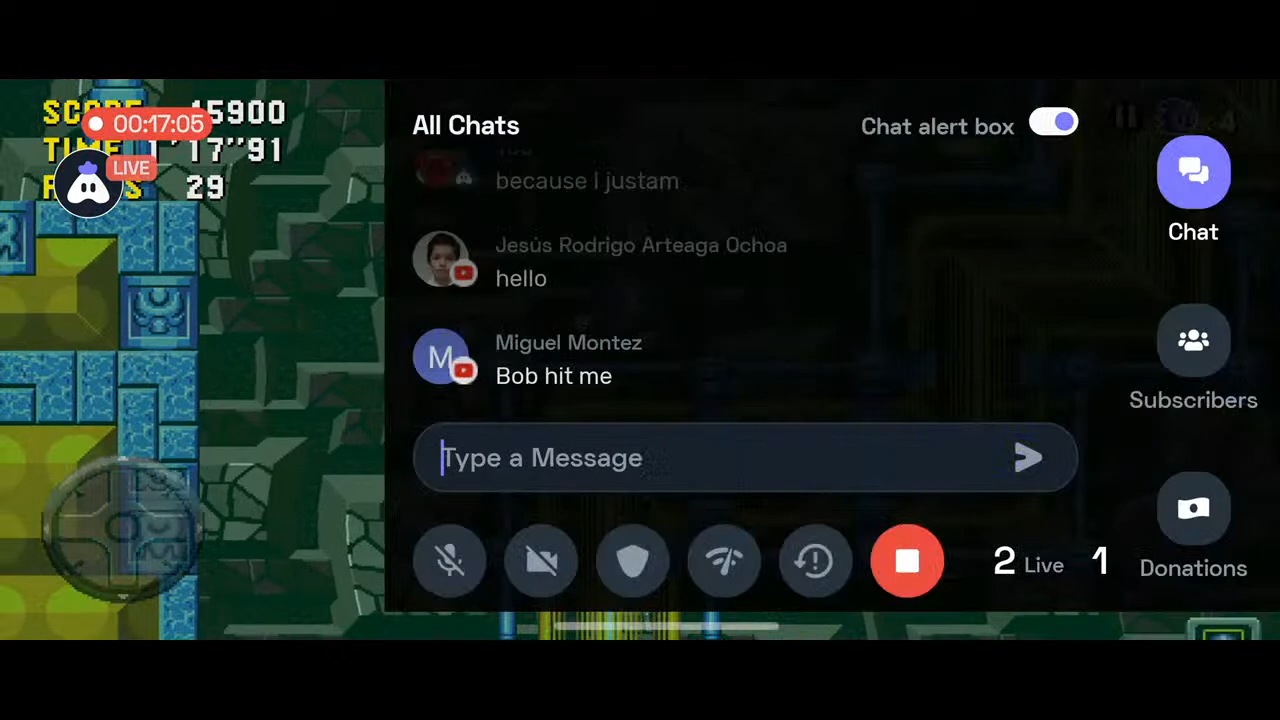 SCORE 15900
00:17:05
TIME 1'17"91
LIVE
29
All Chats
Chat alert box
because I justam
Jesús Rodrigo Arteaga Ochoa
hello
M
Miguel Montez
Bob hit me
Type a Message
Chat
Subscribers
2 Live 1
Donations